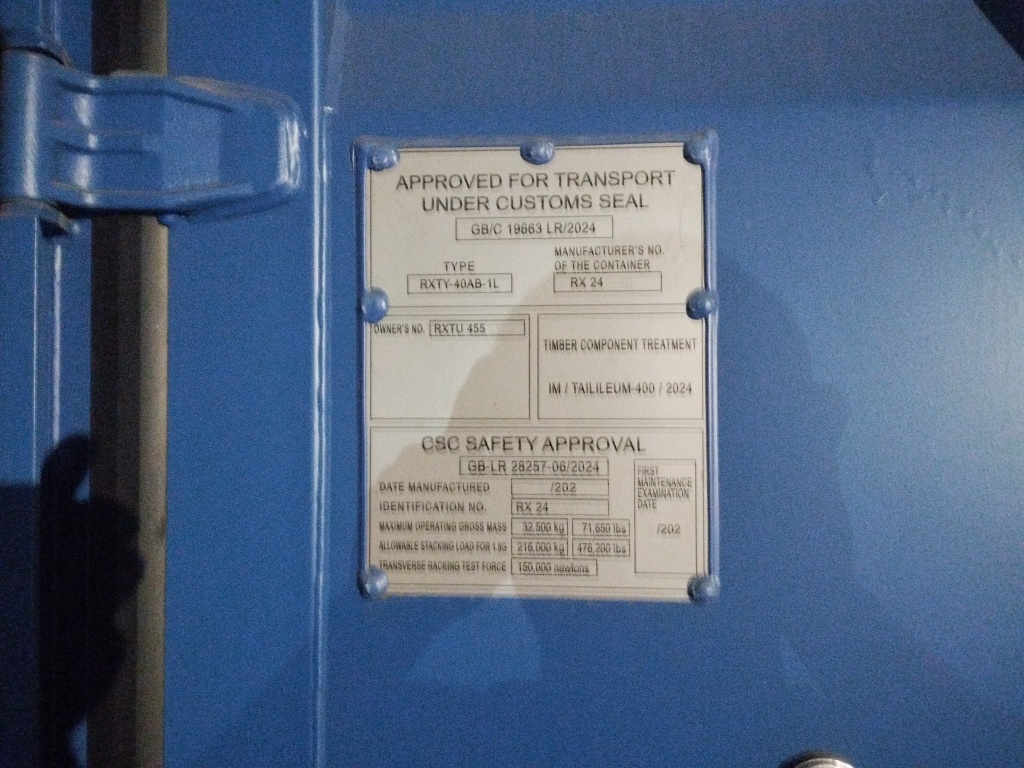 APPROVED FOR TRANSPORT
UNDER CUSTOMS SEAL
GB/C 19663 LR/2024
TYPE
RXTY-40AB-1L
MANUFACTURER'S NO.
OF THE CONTAINER
RX 24
OWNER'S NO. RXTU 455
TIMBER COMPONENT TREATMENT
IM / TAILILEUM-400 / 2024
CSC SAFETY APPROVAL
GB-LR 28257-06/2024
DATE MANUFACTURED /202
IDENTIFICATION NO. RX 24
MAXIMUM OPERATING GROSS MASS 32,500 kg 71,650 lbs
ALLOWABLE STACKING LOAD FOR 1.8G 216,000 kg 476,200 lbs
TRANSVERSE RACKING TEST FORCE 150,000 newtons
FIRST
MAINTENANCE
EXAMINATION
DATE
/202